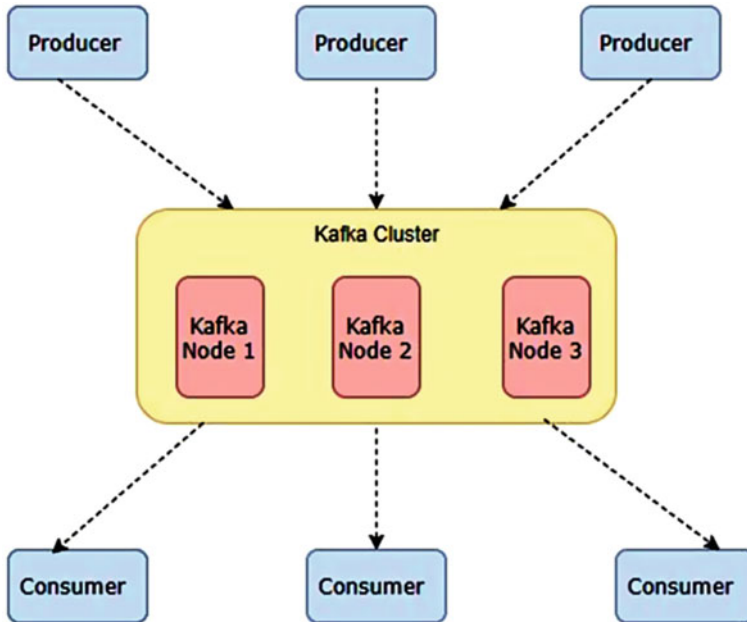 Producer
Producer
Producer
Kafka Cluster
Kafka
Node 1
Kafka
Node 2
Kafka
Node 3
Consumer
Consumer
Consumer